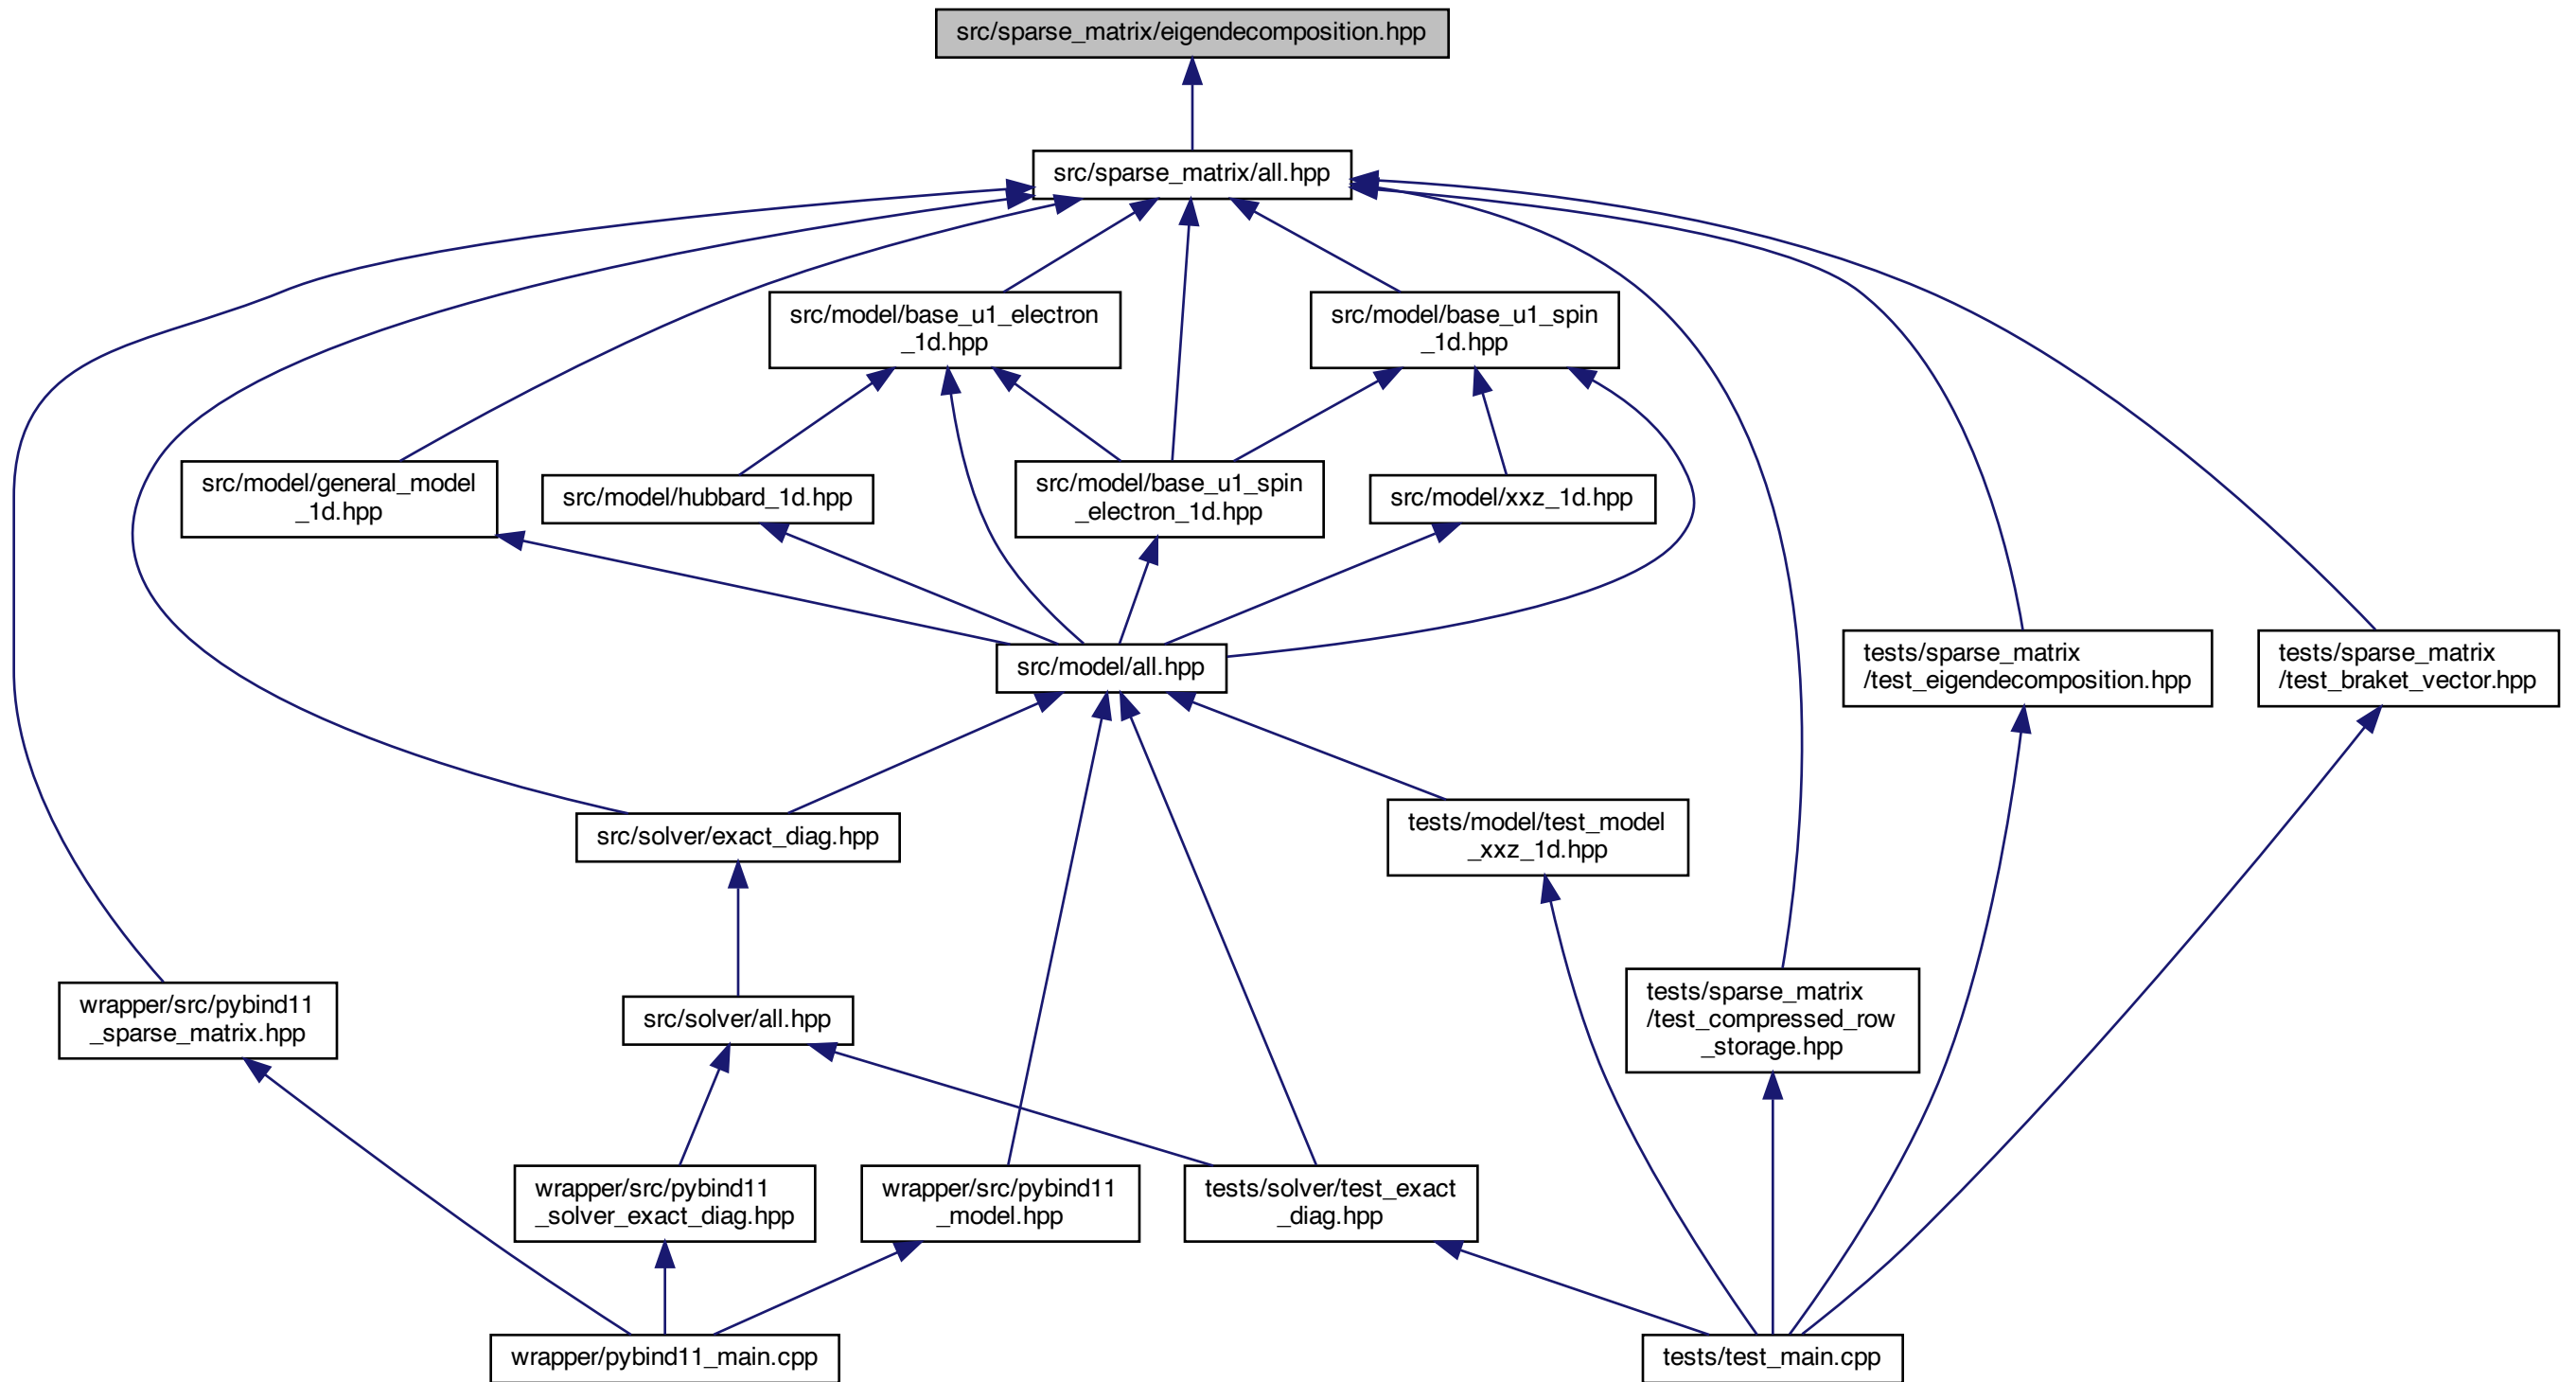 src/sparse_matrix/eigendecomposition.hpp
src/sparse_matrix/all.hpp
src/model/base_u1_electron
_1d.hpp
src/model/base_u1_spin
_1d.hpp
src/model/general_model
_1d.hpp
src/model/hubbard_1d.hpp
src/model/base_u1_spin
_electron_1d.hpp
src/model/xxz_1d.hpp
src/model/all.hpp
tests/sparse_matrix
/test_eigendecomposition.hpp
tests/sparse_matrix
/test_braket_vector.hpp
src/solver/exact_diag.hpp
tests/model/test_model
_xxz_1d.hpp
wrapper/src/pybind11
_sparse_matrix.hpp
src/solver/all.hpp
tests/sparse_matrix
/test_compressed_row
_storage.hpp
wrapper/src/pybind11
_solver_exact_diag.hpp
wrapper/src/pybind11
_model.hpp
tests/solver/test_exact
_diag.hpp
wrapper/pybind11_main.cpp
tests/test_main.cpp